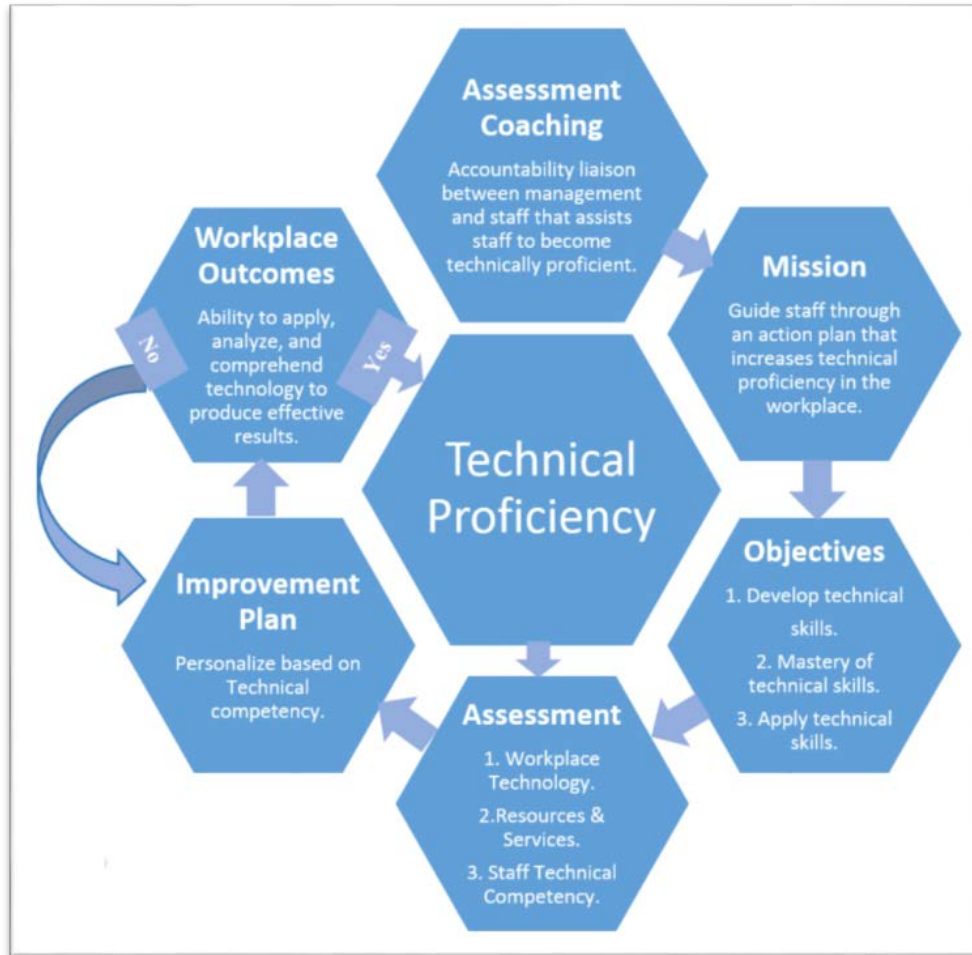 Assessment
Coaching
Accountability liaison
between management
and staff that assists
staff to become
technically proficient.
Mission
Guide staff through
an action plan that
increases technical
proficiency in the
workplace.
Objectives
1. Develop technical
skills.
2. Mastery of
technical skills.
3. Apply technical
skills.
Assessment
1. Workplace
Technology.
2.Resources &
Services.
3. Staff Technical
Competency.
Improvement
Plan
Personalize based on
Technical
competency.
Workplace
Outcomes
Ability to apply,
analyze, and
comprehend
technology to
produce effective
results.
No
Yes
Technical
Proficiency